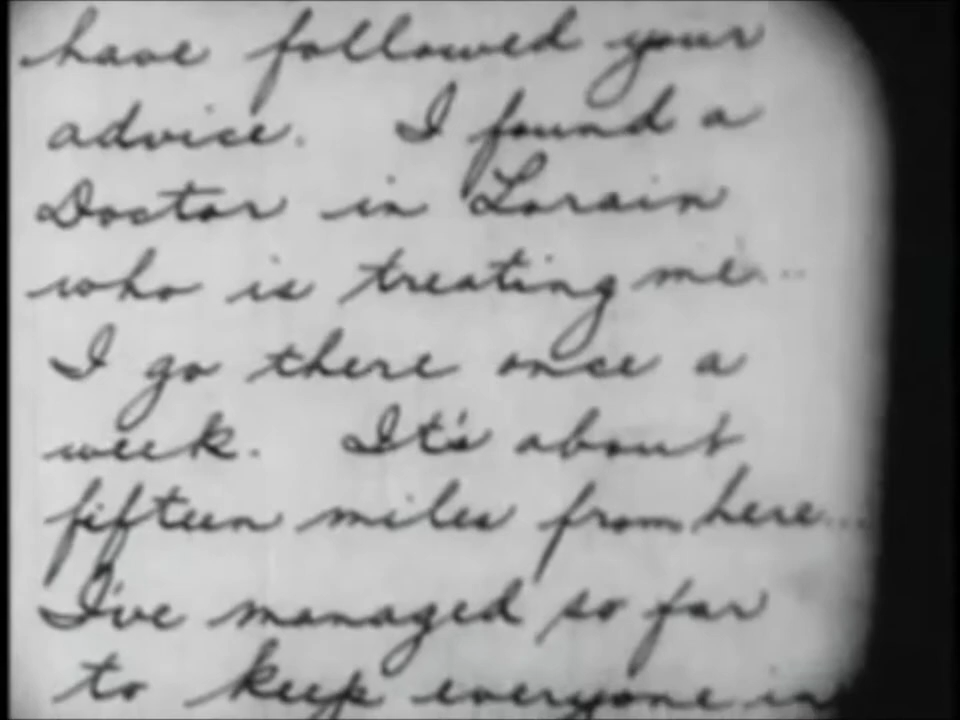 have followed your
advice. I found a
Doctor in Lorain
who is treating me...
I go there once a
week. It's about
fifteen miles from here...
I've managed so far
to keep everyone in